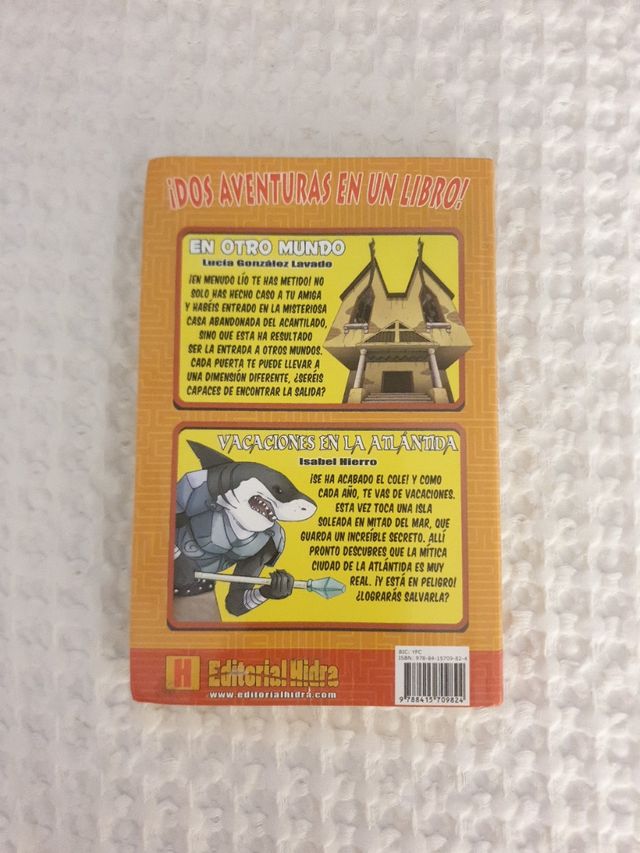 ¡DOS AVENTURAS EN UN LIBRO!
EN OTRO MUNDO
Lucía González Lavado
¡EN MENUDO LÍO TE HAS METIDO! NO
SOLO HAS HECHO CASO A TU AMIGA
Y HABÉIS ENTRADO EN LA MISTERIOSA
CASA ABANDONADA DEL ACANTILADO,
SINO QUE ESTA HA RESULTADO
SER LA ENTRADA A OTROS MUNDOS.
CADA PUERTA TE PUEDE LLEVAR A
UNA DIMENSIÓN DIFERENTE, ¿SERÉIS
CAPACES DE ENCONTRAR LA SALIDA?
VACACIONES EN LA ATLÁNTIDA
Isabel Hierro
¡SE HA ACABADO EL COLE! Y COMO
CADA AÑO, TE VAS DE VACACIONES.
ESTA VEZ TOCA UNA ISLA
SOLEADA EN MITAD DEL MAR, QUE
GUARDA UN INCREÍBLE SECRETO. ALLÍ
PRONTO DESCUBRES QUE LA MÍTICA
CIUDAD DE LA ATLÁNTIDA ES MUY
REAL. ¡Y ESTÁ EN PELIGRO!
¿LOGRARÁS SALVARLA?
BIC: YFC
ISBN: 978-84-15709-82-4
9 788415 709824
H Editorial Hidra
www.editorialhidra.com